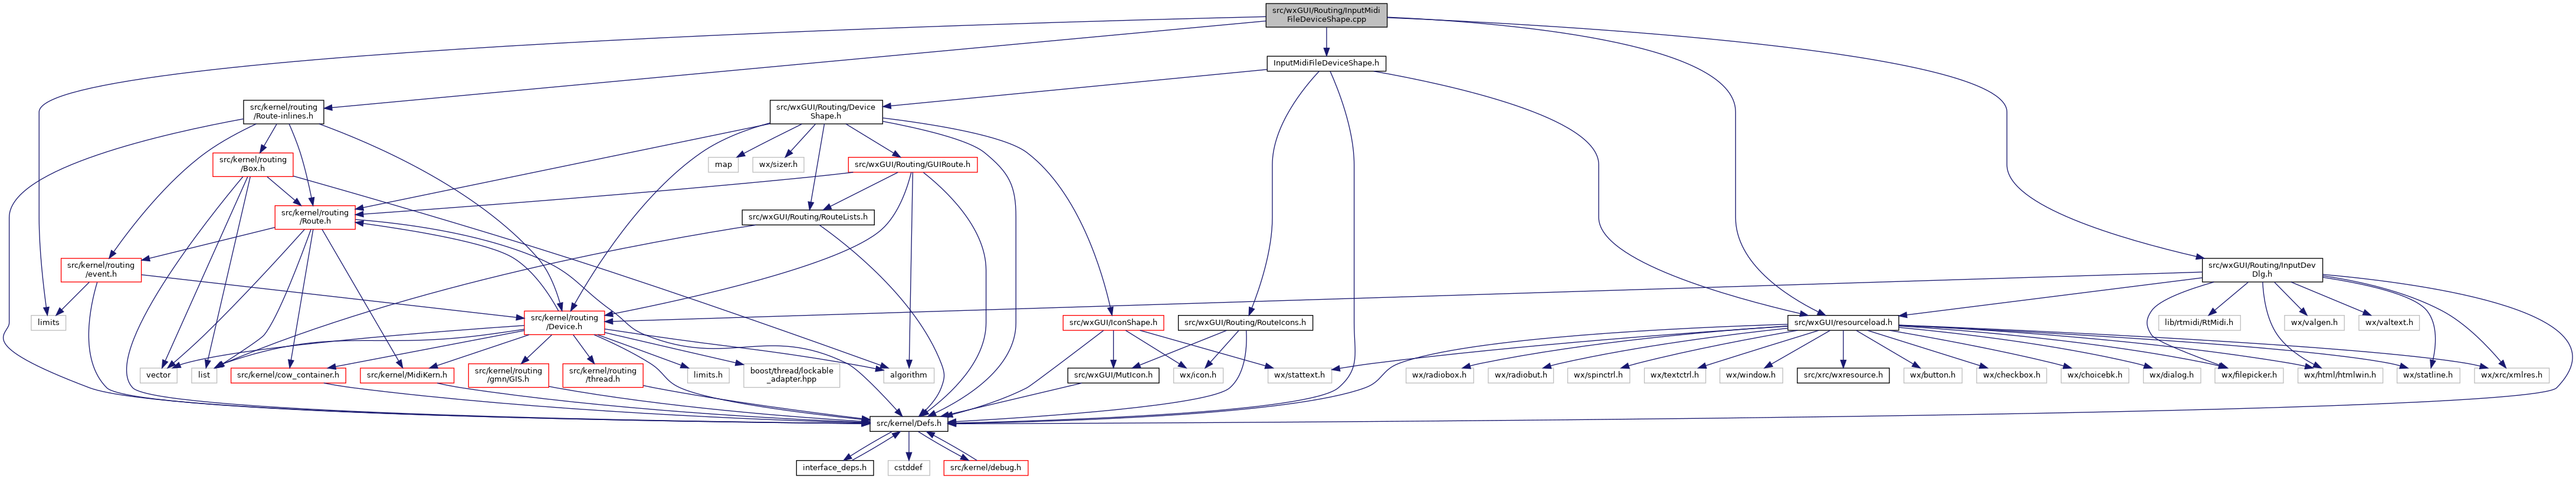 src/wxGUI/Routing/InputMidi
FileDeviceShape.cpp
InputMidiFileDeviceShape.h
src/kernel/routing
/Route-inlines.h
src/wxGUI/Routing/Device
Shape.h
src/kernel/routing
/Box.h
map
wx/sizer.h
src/wxGUI/Routing/GUIRoute.h
src/kernel/routing
/Route.h
src/wxGUI/Routing/RouteLists.h
src/kernel/routing
/event.h
src/wxGUI/Routing/InputDev
Dlg.h
limits
src/kernel/routing
/Device.h
src/wxGUI/IconShape.h
src/wxGUI/Routing/RouteIcons.h
src/wxGUI/resourceload.h
lib/rtmidi/RtMidi.h
wx/valgen.h
wx/valtext.h
vector
list
src/kernel/cow_container.h
src/kernel/MidiKern.h
src/kernel/routing
/gmn/GIS.h
src/kernel/routing
/thread.h
limits.h
boost/thread/lockable
_adapter.hpp
algorithm
src/wxGUI/MutIcon.h
wx/icon.h
wx/stattext.h
wx/radiobox.h
wx/radiobut.h
wx/spinctrl.h
wx/textctrl.h
wx/window.h
src/xrc/wxresource.h
wx/button.h
wx/checkbox.h
wx/choicebk.h
wx/dialog.h
wx/filepicker.h
wx/html/htmlwin.h
wx/statline.h
wx/xrc/xmlres.h
src/kernel/Defs.h
interface_deps.h
cstddef
src/kernel/debug.h